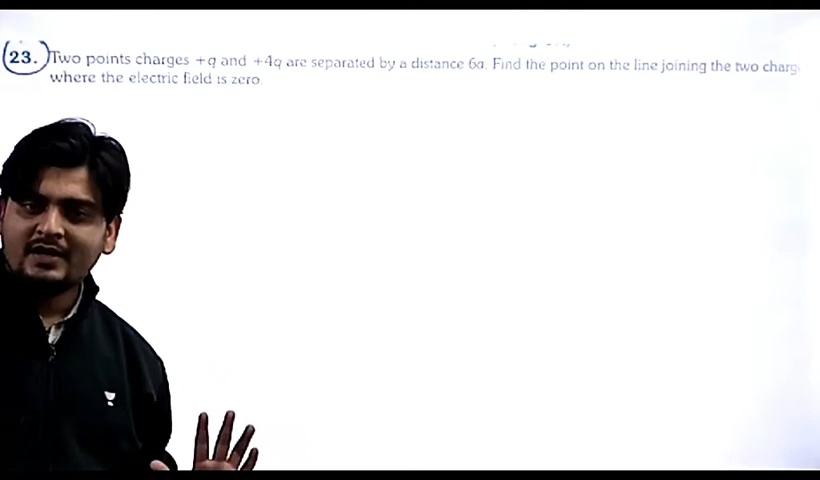 23. Two points charges +q and +4q are separated by a distance 6a. Find the point on the line joining the two charg
where the electric field is zero.